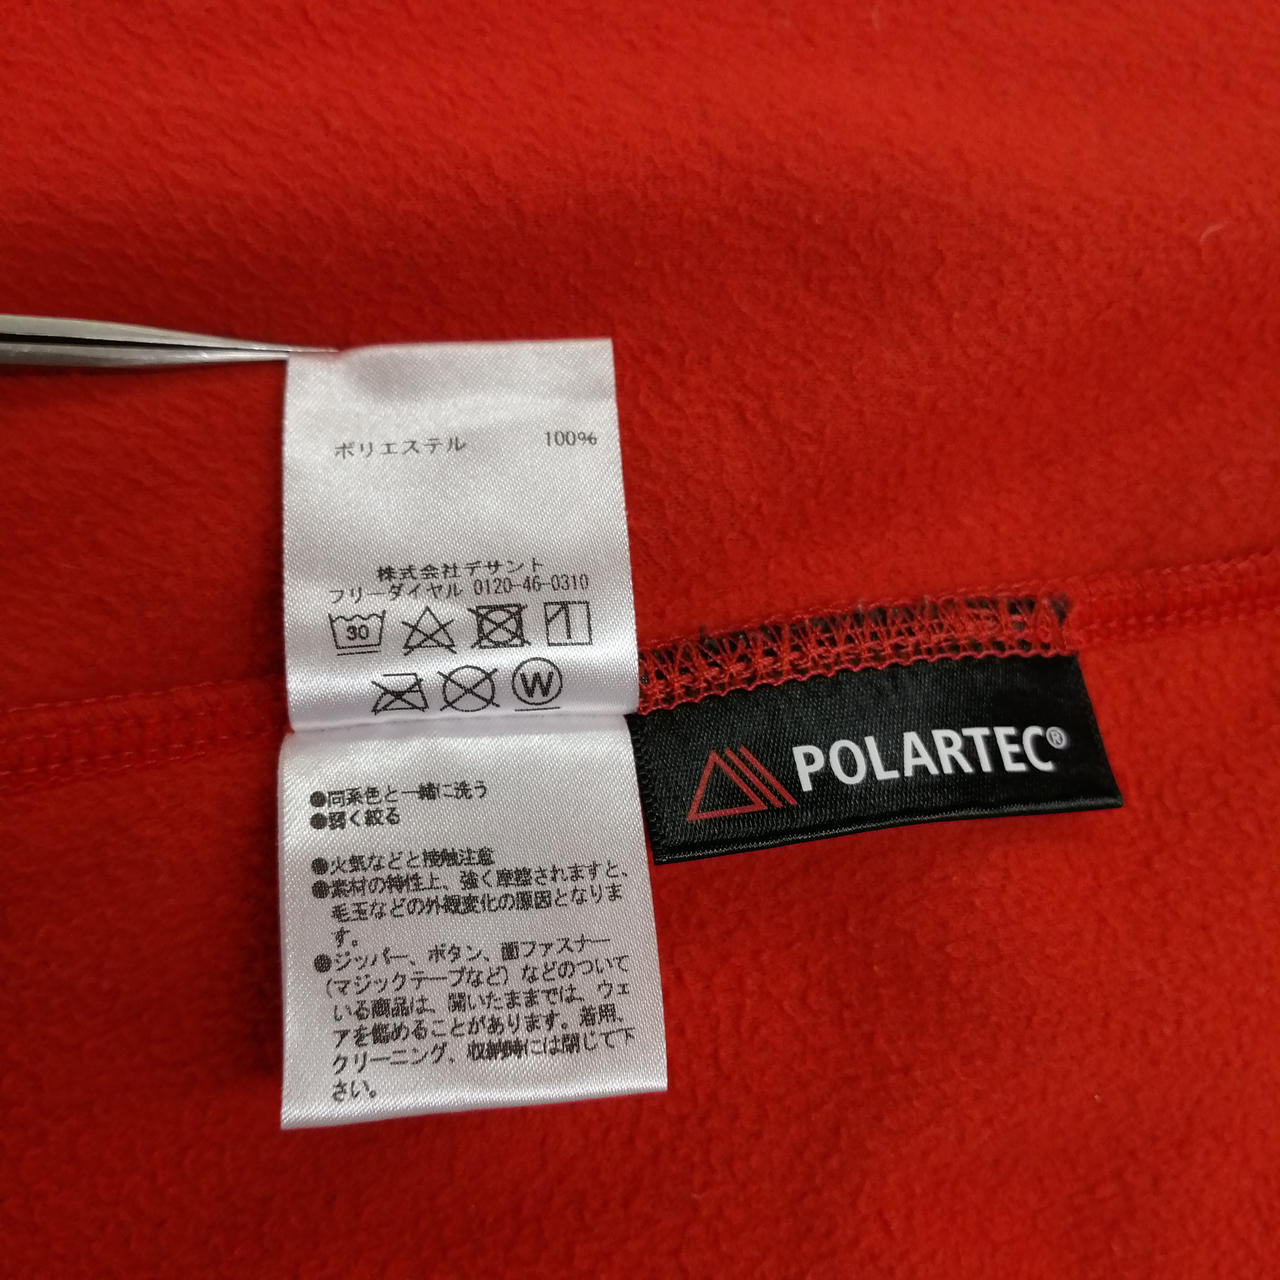 ポリエステル 100%
株式会社デサント
フリーダイヤル 0120-46-0310
30
W
●同系色と一緒に洗う
●弱く絞る
●火気などと接触注意
●素材の特性上、強く摩擦されますと、
毛玉などの外観変化の原因となりま
す。
●ジッパー、ボタン、面ファスナー
(マジックテープなど)などのついて
いる商品は、開いたままでは、ウェ
アを傷めることがあります。着用、
クリーニング、収納時には閉じて下
さい。
POLARTEC®